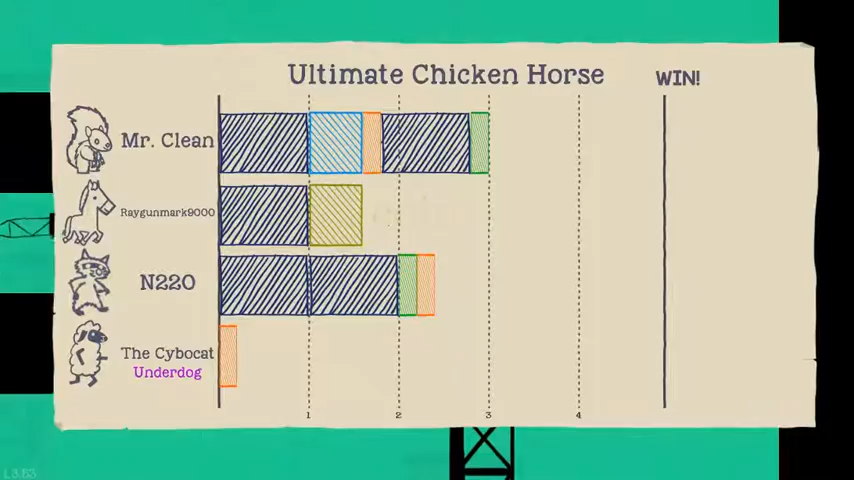 Ultimate Chicken Horse
WIN!
Mr. Clean
Raygunmark9000
N220
The Cybocat
Underdog
1 2 3 4